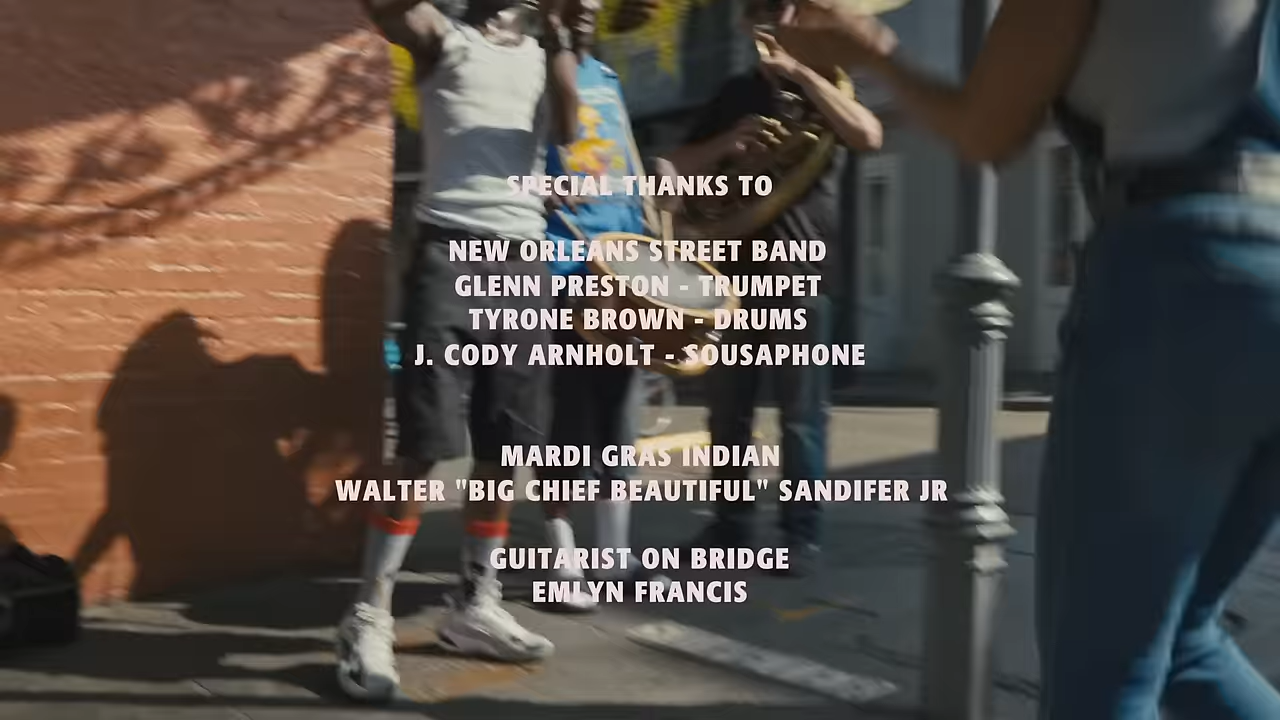 SPECIAL THANKS TO
NEW ORLEANS STREET BAND
GLENN PRESTON - TRUMPET
TYRONE BROWN - DRUMS
J. CODY ARNHOLT - SOUSAPHONE
MARDI GRAS INDIAN
WALTER "BIG CHIEF BEAUTIFUL" SANDIFER JR
GUITARIST ON BRIDGE
EMLYN FRANCIS